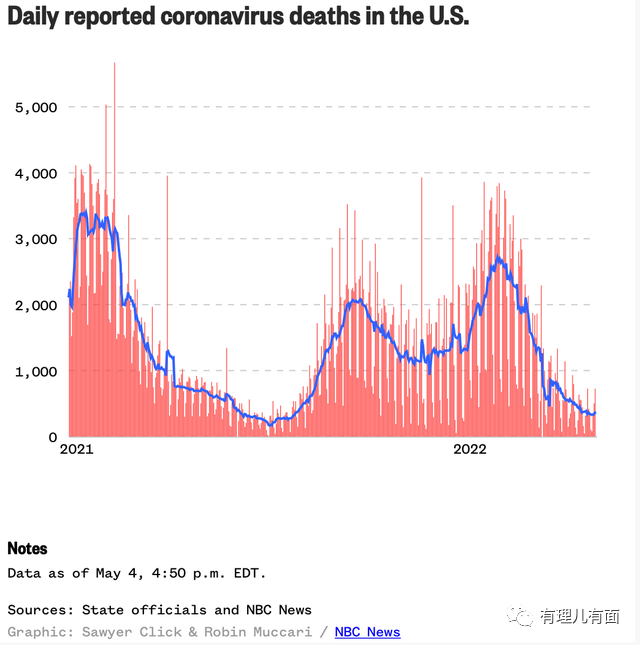 Daily reported coronavirus deaths in the U.S.
5,000
4,000
3,000
2,000
1,000
0
2021 2022
Notes
Data as of May 4, 4:50 p.m. EDT.
Sources: State officials and NBC News
Graphic: Sawyer Click & Robin Muccari / NBC News
有理儿有面